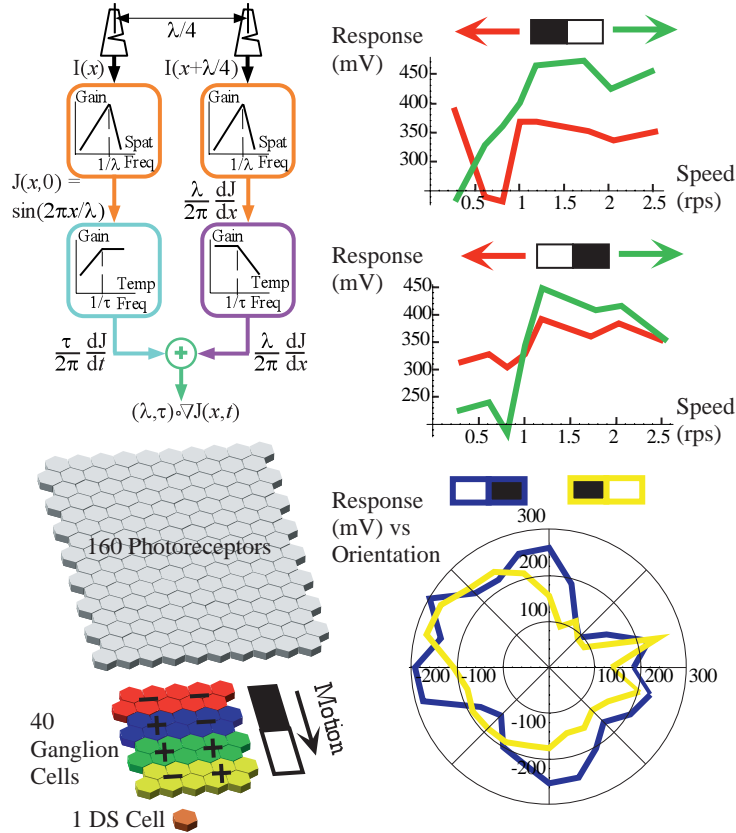 λ/4
I(x)
I(x+λ/4)
Gain
Spat
Freq
1/λ
Gain
Spat
Freq
1/λ
J(x,0) =
sin(2πx/λ)
λ/2π dJ/dx
Gain
Temp
Freq
1/τ
Gain
Temp
Freq
1/τ
τ/2π dJ/dt
+
λ/2π dJ/dx
(λ,τ)∘∇J(x,t)
160 Photoreceptors
40
Ganglion
Cells
− −
+ −
+ +
− +
Motion
1 DS Cell
Response
(mV)
450
400
350
300
0.5 1 1.5 2 2.5
Speed
(rps)
Response
(mV)
450
400
350
300
250
0.5 1 1.5 2 2.5
Speed
(rps)
Response
(mV) vs
Orientation
300
200
100
-200 -100 100 200 300
-100
-200